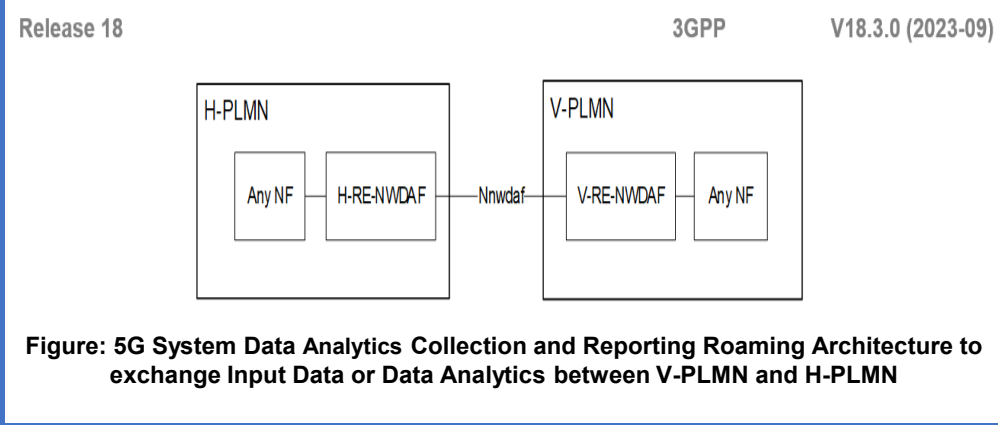 Release 18 3GPP V18.3.0 (2023-09)
H-PLMN
Any NF
H-RE-NWDAF
Nnwdaf
V-PLMN
V-RE-NWDAF
Any NF
Figure: 5G System Data Analytics Collection and Reporting Roaming Architecture to
exchange Input Data or Data Analytics between V-PLMN and H-PLMN